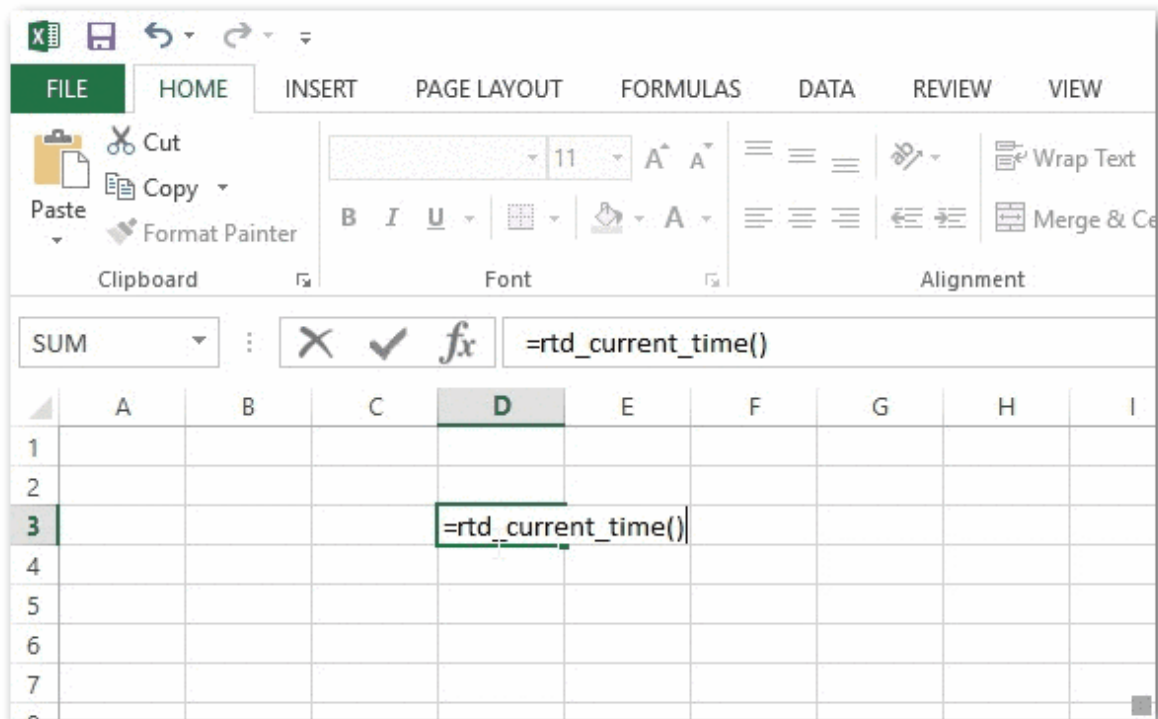 FILE HOME INSERT PAGE LAYOUT FORMULAS DATA REVIEW VIEW
Cut
Copy
Paste
Format Painter
11 A A Wrap Text
B I U A Merge & Ce
Clipboard Font Alignment
SUM fx =rtd_current_time()
A B C D E F G H I
1
2
3 =rtd_current_time()
4
5
6
7